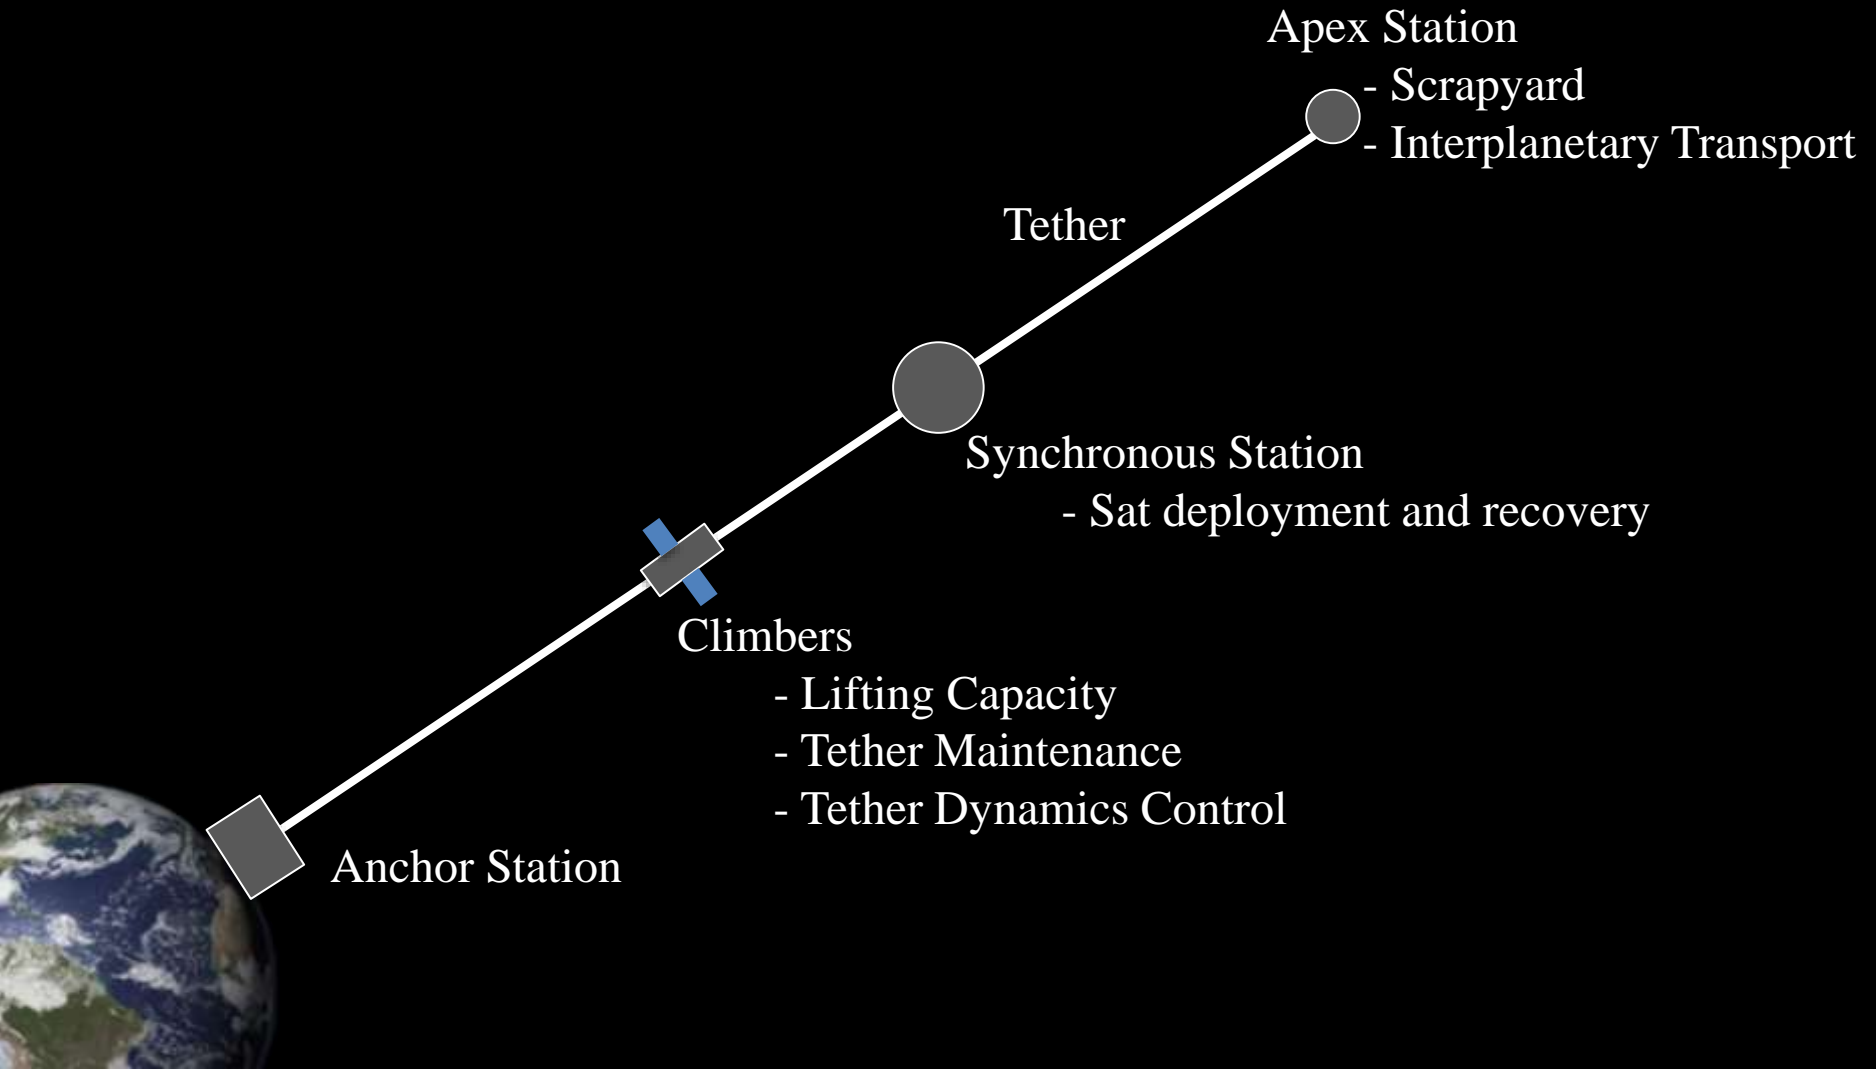 Apex Station
- Scrapyard
- Interplanetary Transport
Tether
Synchronous Station
- Sat deployment and recovery
Climbers
- Lifting Capacity
- Tether Maintenance
- Tether Dynamics Control
Anchor Station